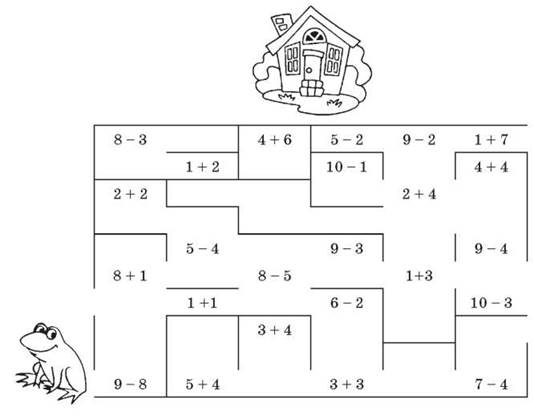 8 – 3 4 + 6 5 – 2 9 – 2 1 + 7
1 + 2 10 – 1 4 + 4
2 + 2 2 + 4
5 – 4 9 – 3 9 – 4
8 + 1 8 – 5 1+3
1 +1 6 – 2 10 – 3
3 + 4
9 – 8 5 + 4 3 + 3 7 – 4